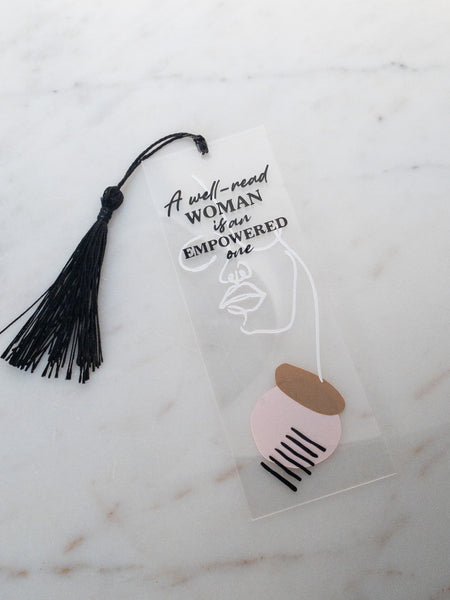 A well-read
WOMAN
is an
EMPOWERED
one